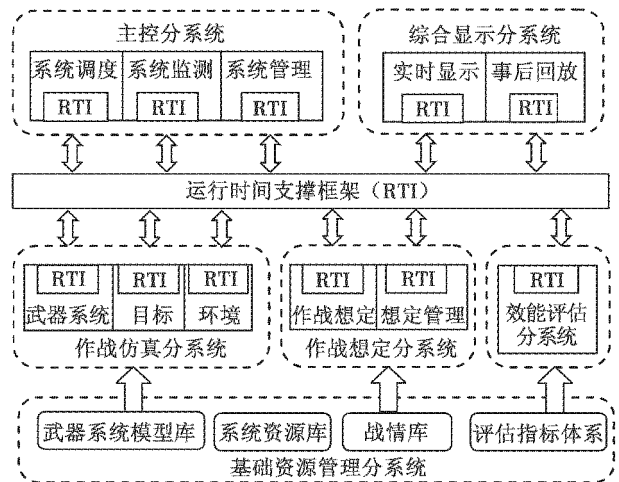 主控分系统
综合显示分系统
系统调度 系统监测 系统管理
实时显示 事后回放
RTI RTI RTI
RTI RTI
运行时间支撑框架（RTI）
RTI RTI RTI
RTI RTI
RTI
武器系统 目标 环境
作战想定 想定管理
效能评估
分系统
作战仿真分系统
作战想定分系统
武器系统模型库 系统资源库 战情库 评估指标体系
基础资源管理分系统